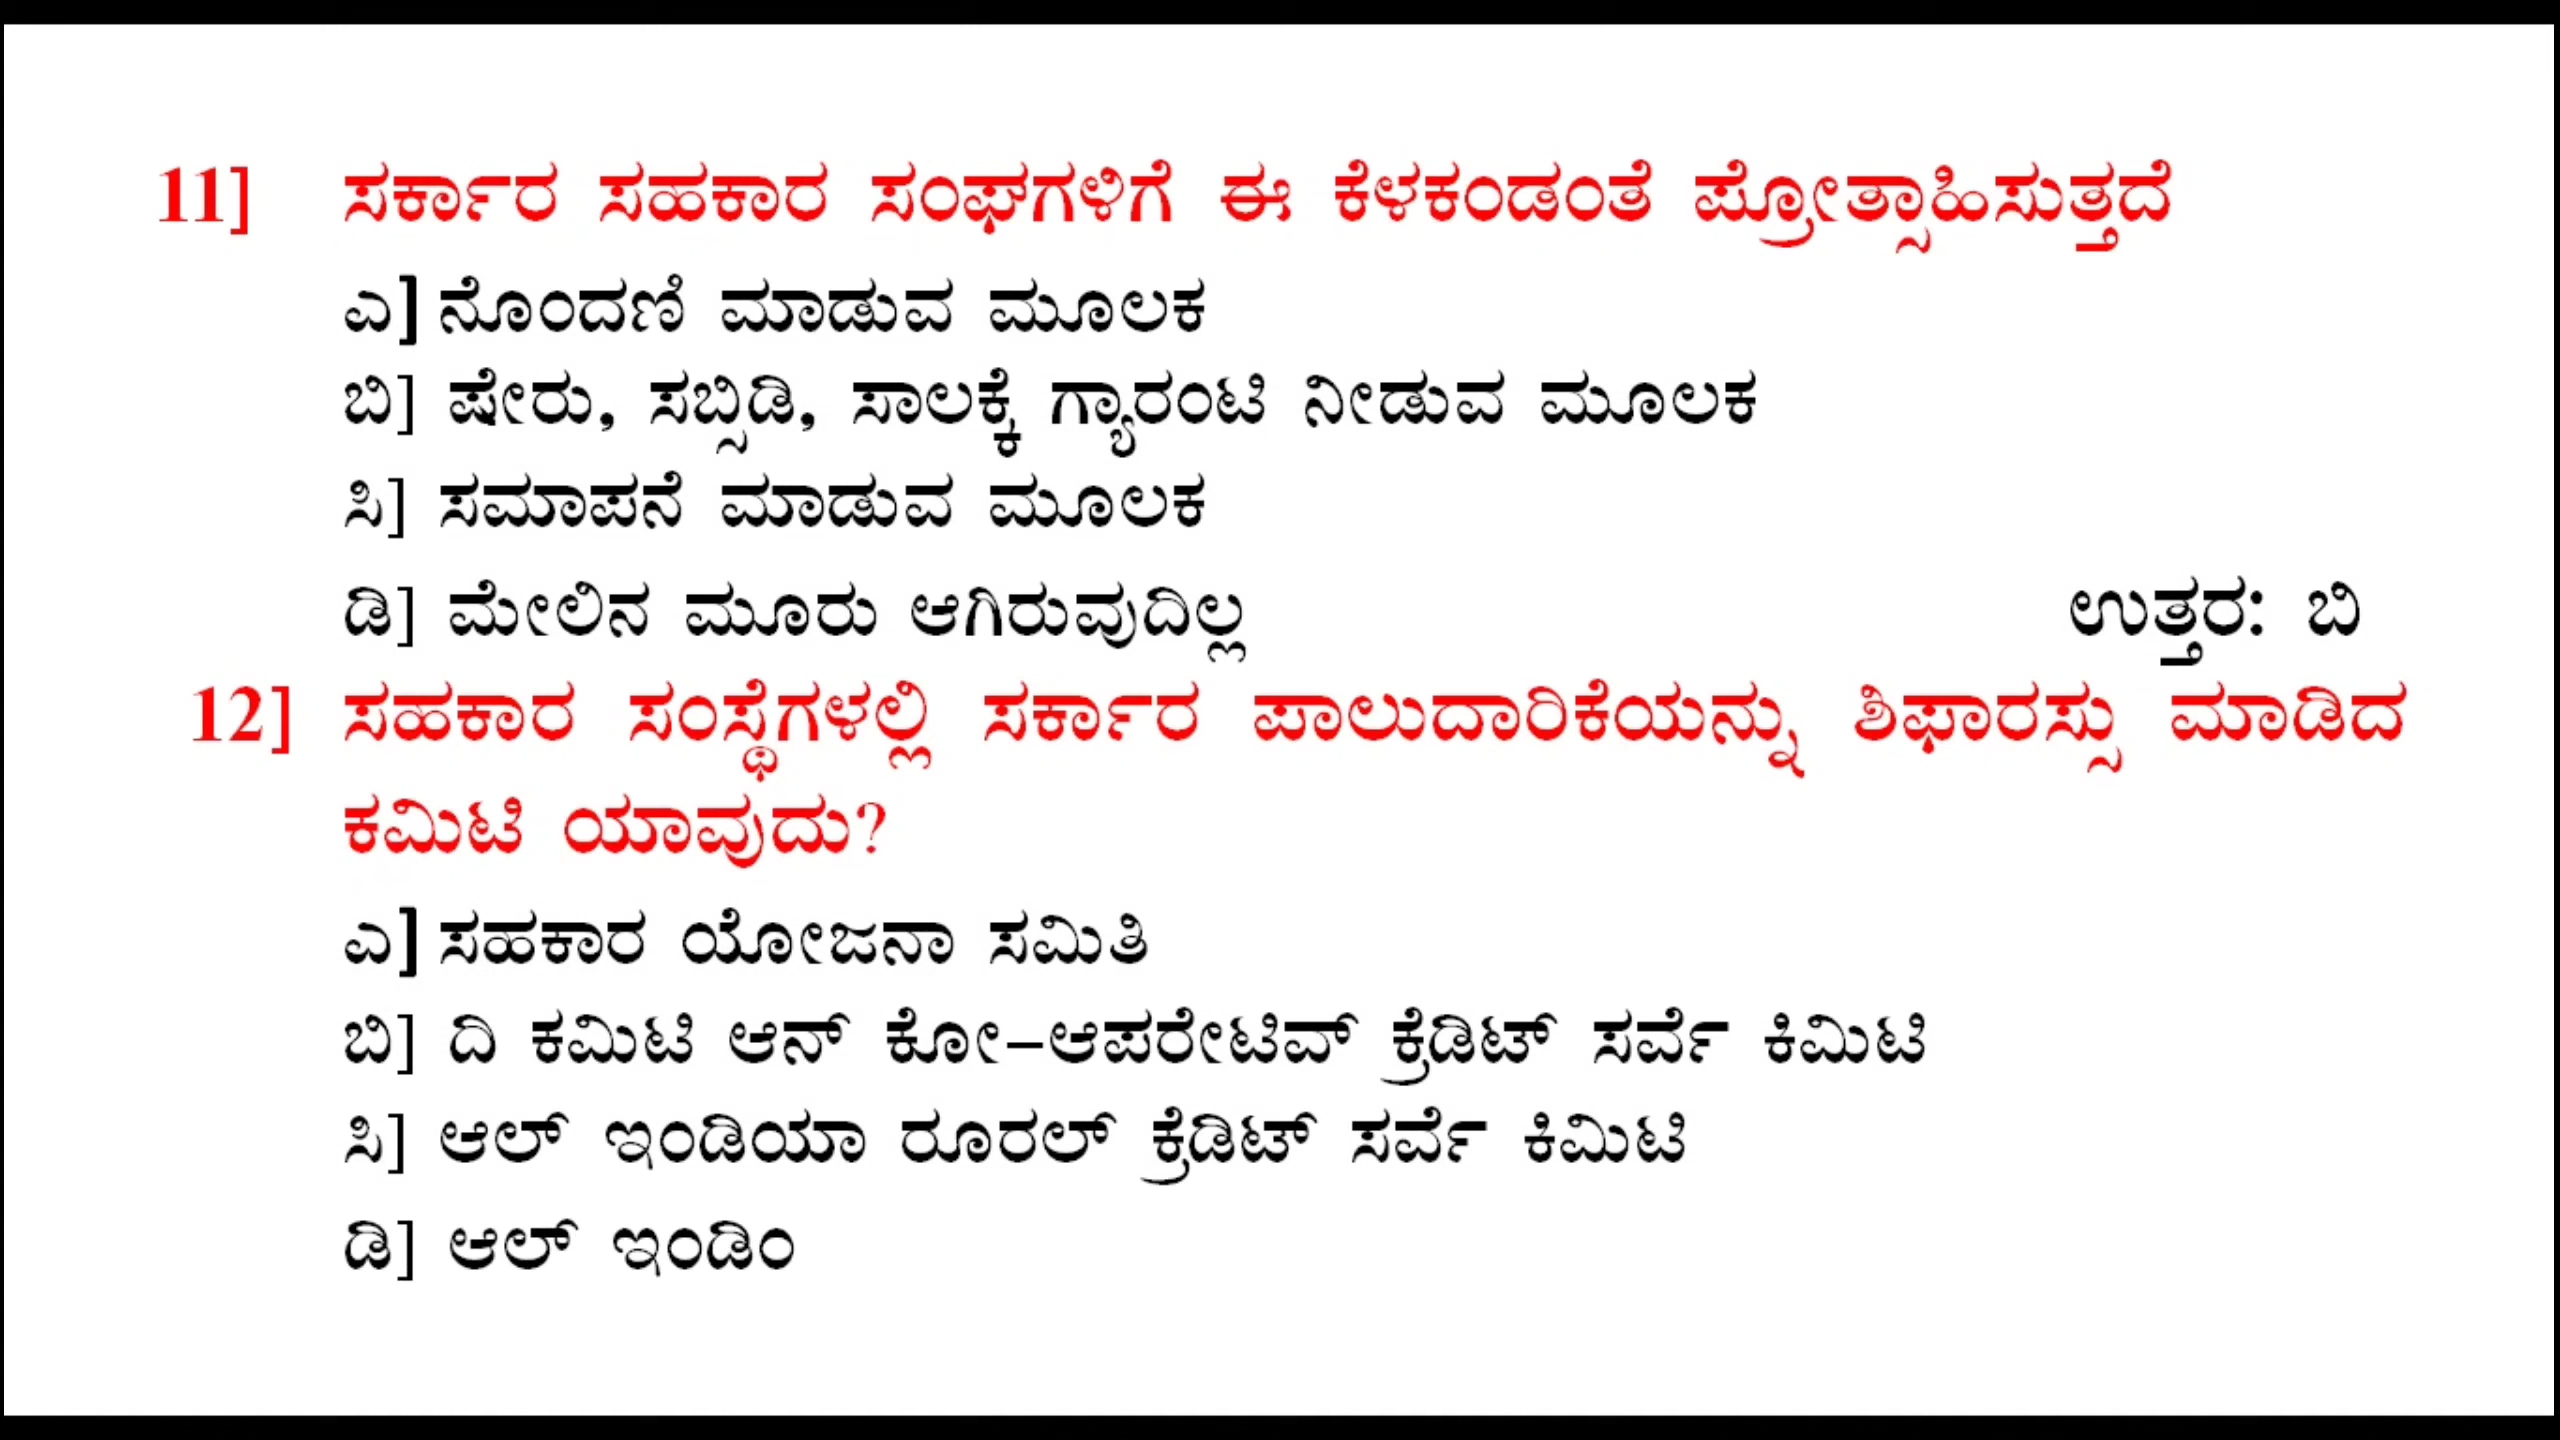 11] ಸರ್ಕಾರ ಸಹಕಾರ ಸಂಘಗಳಿಗೆ ಈ ಕೆಳಕಂಡಂತೆ ಪ್ರೋತ್ಸಾಹಿಸುತ್ತದೆ
ಎ] ನೊಂದಣಿ ಮಾಡುವ ಮೂಲಕ
ಬಿ] ಷೇರು, ಸಬ್ಸಿಡಿ, ಸಾಲಕ್ಕೆ ಗ್ಯಾರಂಟಿ ನೀಡುವ ಮೂಲಕ
ಸಿ] ಸಮಾಪನೆ ಮಾಡುವ ಮೂಲಕ
ಡಿ] ಮೇಲಿನ ಮೂರು ಆಗಿರುವುದಿಲ್ಲ ಉತ್ತರ: ಬಿ
12] ಸಹಕಾರ ಸಂಸ್ಥೆಗಳಲ್ಲಿ ಸರ್ಕಾರ ಪಾಲುದಾರಿಕೆಯನ್ನು ಶಿಫಾರಸ್ಸು ಮಾಡಿದ
ಕಮಿಟಿ ಯಾವುದು?
ಎ] ಸಹಕಾರ ಯೋಜನಾ ಸಮಿತಿ
ಬಿ] ದಿ ಕಮಿಟಿ ಆನ್ ಕೋ–ಆಪರೇಟಿವ್ ಕ್ರೆಡಿಟ್ ಸರ್ವೆ ಕಿಮಿಟಿ
ಸಿ] ಆಲ್ ಇಂಡಿಯಾ ರೂರಲ್ ಕ್ರೆಡಿಟ್ ಸರ್ವೆ ಕಿಮಿಟಿ
ಡಿ] ಆಲ್ ಇಂಡಿಂ